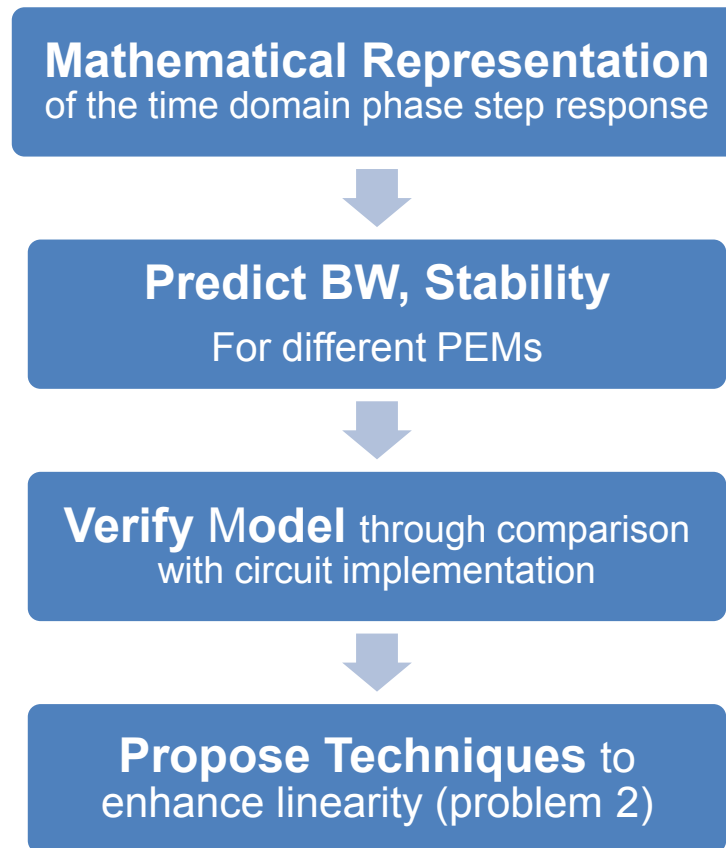 Mathematical Representation
of the time domain phase step response
Predict BW, Stability
For different PEMs
Verify Model through comparison
with circuit implementation
Propose Techniques to
enhance linearity (problem 2)